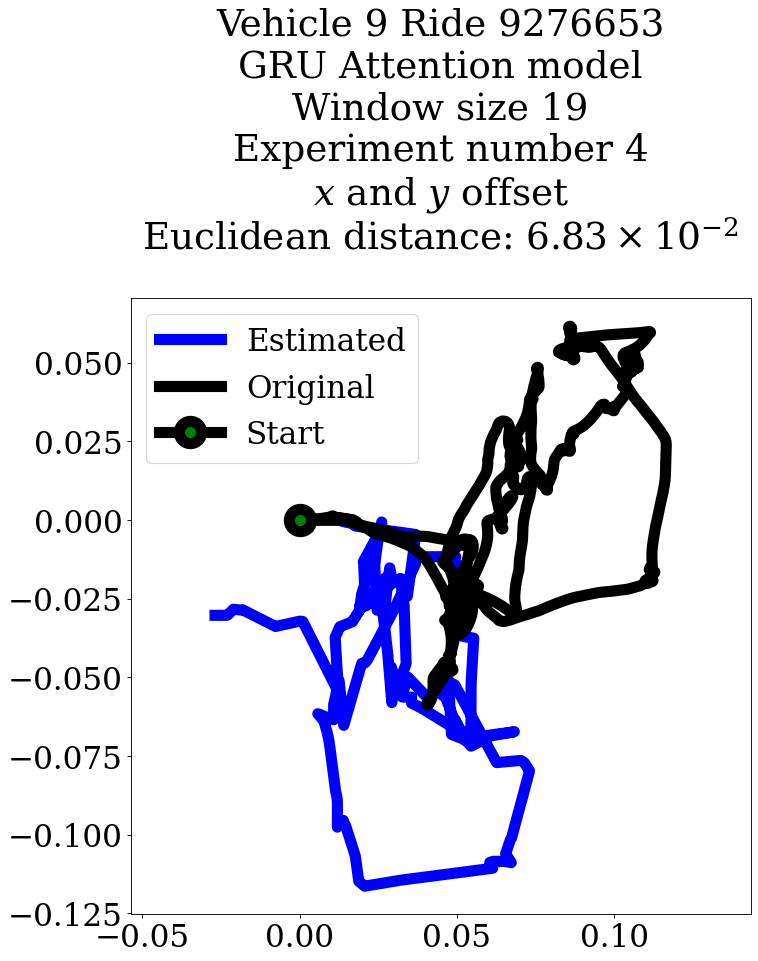 Vehicle 9 Ride 9276653
GRU Attention model
Window size 19
Experiment number 4
x and y offset
Euclidean distance: 6.83 × 10⁻²
Estimated
Original
Start
0.050
0.025
0.000
−0.025
−0.050
−0.075
−0.100
−0.125
−0.05 0.00 0.05 0.10